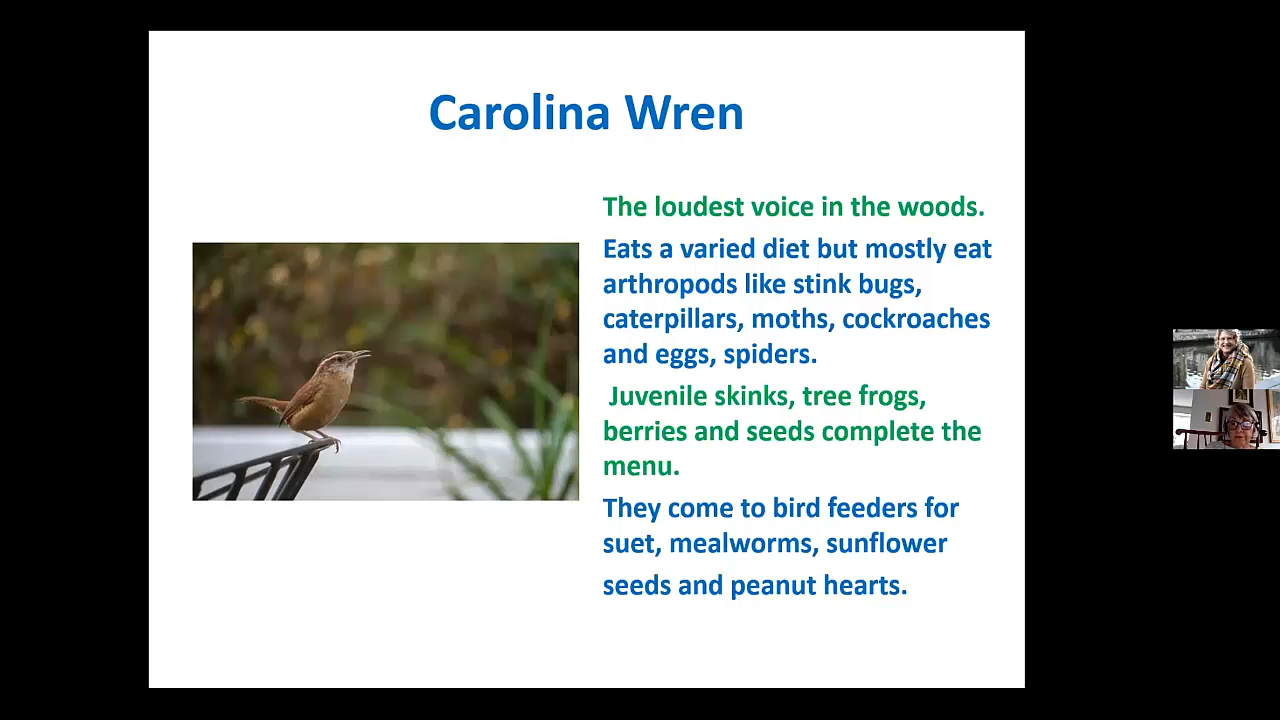 Carolina Wren
The loudest voice in the woods.
Eats a varied diet but mostly eat
arthropods like stink bugs,
caterpillars, moths, cockroaches
and eggs, spiders.
Juvenile skinks, tree frogs,
berries and seeds complete the
menu.
They come to bird feeders for
suet, mealworms, sunflower
seeds and peanut hearts.